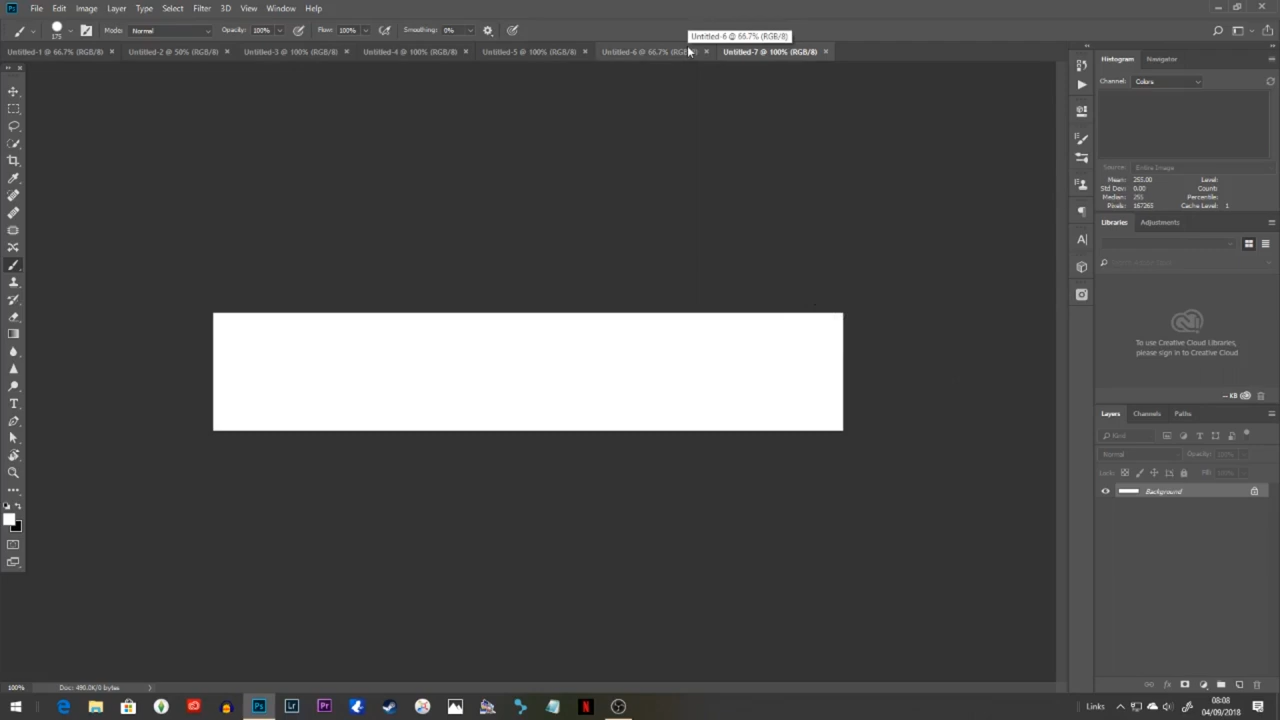 File Edit Image Layer Type Select Filter 3D View Window Help
Mode: Normal Opacity: 100% Flow: 100% Smoothing: 0%
175
Untitled-6 @ 66.7% (RGB/8)
Untitled-1 @ 66.7% (RGB/8) Untitled-2 @ 50% (RGB/8) Untitled-3 @ 100% (RGB/8) Untitled-4 @ 100% (RGB/8) Untitled-5 @ 100% (RGB/8) Untitled-6 @ 66.7% (RGB/8) Untitled-7 @ 100% (RGB/8)
Histogram Navigator
Channel: Colors
Source: Entire Image
Mean: 255.00 Level:
Std Dev: 0.00 Count:
Median: 255 Percentile:
Pixels: 167265 Cache Level: 1
Libraries Adjustments
To use Creative Cloud Libraries,
please sign in to Creative Cloud
-- KB
Layers Channels Paths
Kind
Normal Opacity: 100%
Lock: Fill: 100%
Background
100% Doc: 490.0K/0 bytes
Links
08:08
04/09/2018